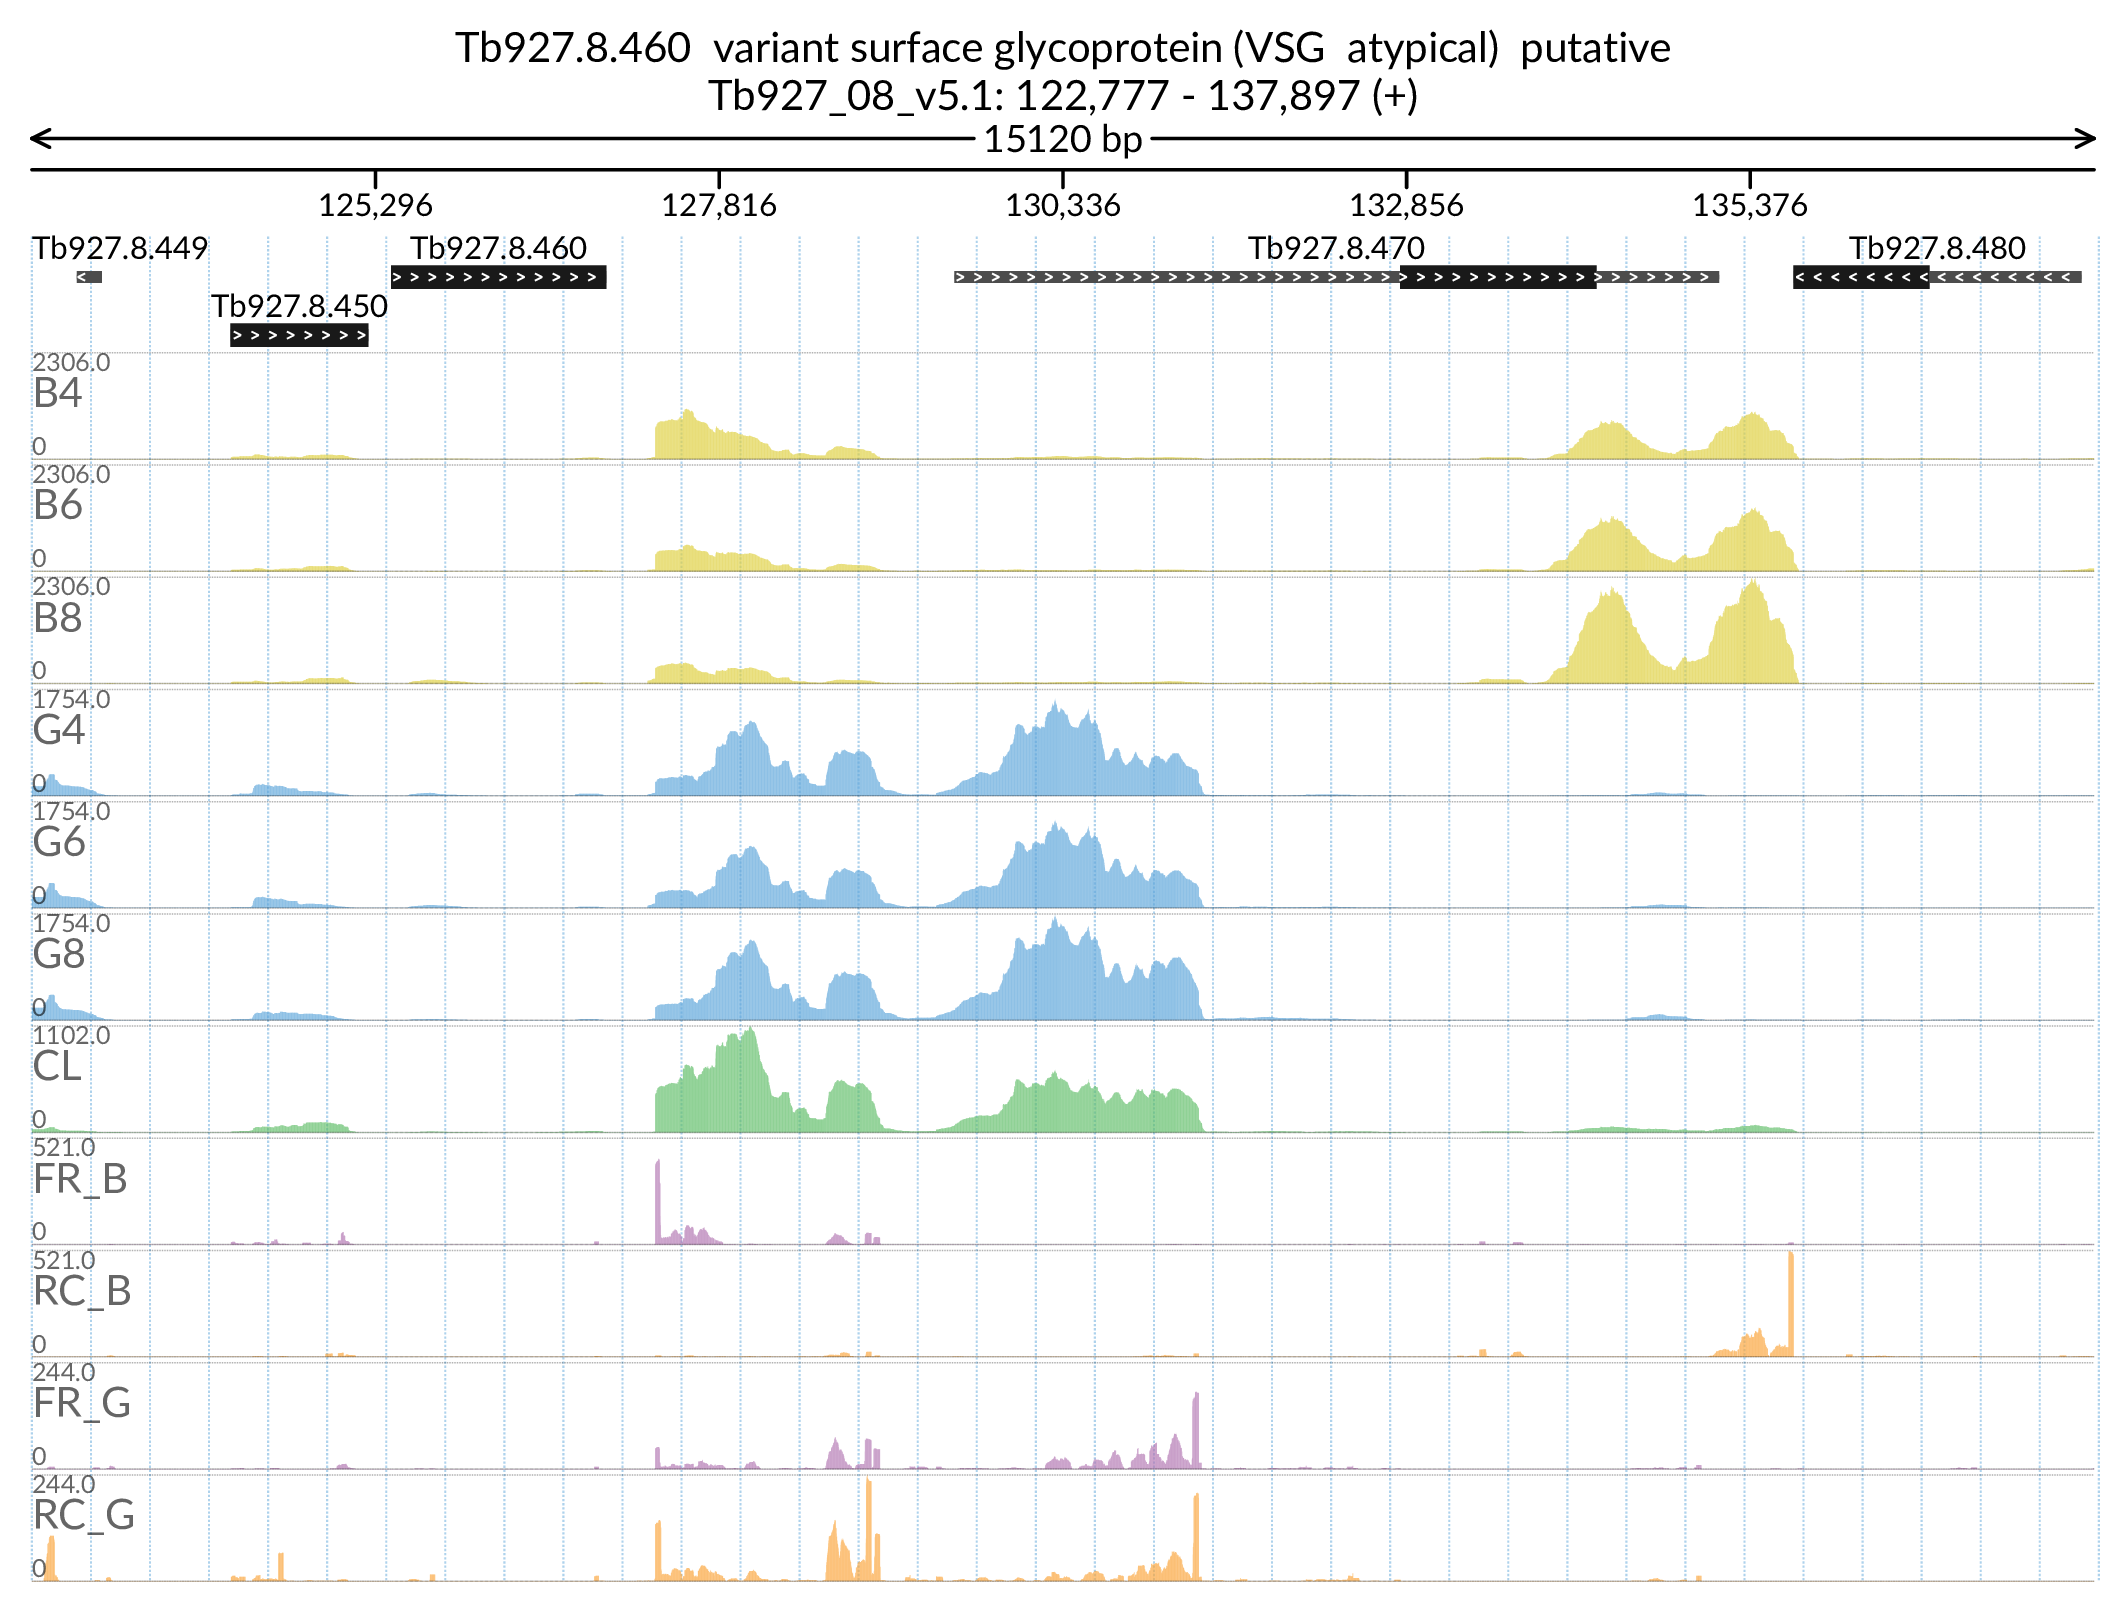 Tb927.8.460 variant surface glycoprotein (VSG atypical) putative
Tb927_08_v5.1: 122,777 - 137,897 (+)
15120 bp
125,296 127,816 130,336 132,856 135,376
Tb927.8.449 Tb927.8.460 Tb927.8.470 Tb927.8.480
Tb927.8.450
2306.0
B4
0
2306.0
B6
0
2306.0
B8
0
1754.0
G4
0
1754.0
G6
0
1754.0
G8
0
1102.0
CL
0
521.0
FR_B
0
521.0
RC_B
0
244.0
FR_G
0
244.0
RC_G
0